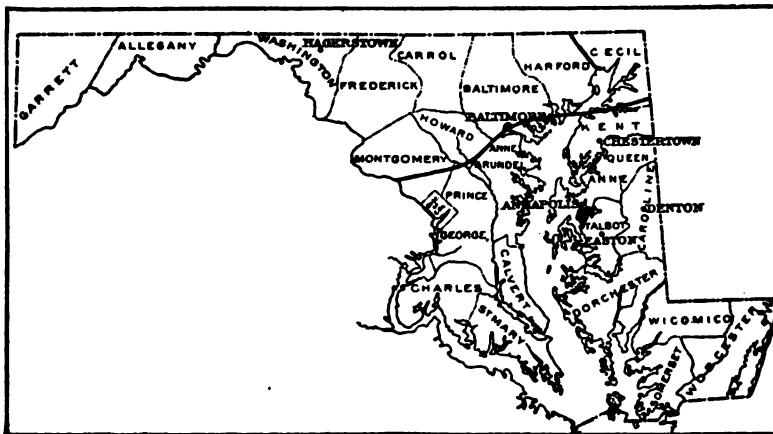 GARRETT
ALLEGANY
WASHINGTON
HAGERSTOWN
FREDERICK
CARROL
BALTIMORE
HARFORD
CECIL
BALTIMORE
HOWARD
MONTGOMERY
ANNE
ARUNDEL
KENT
CHESTERTOWN
QUEEN
ANNE
CAROLINE
PRINCE
GEORGE,
ANNAPOLIS
DENTON
TALBOT
EASTON
CALVERT
CHARLES
ST MARY
DORCHESTER
WICOMICO
SOMERSET
WORCESTER